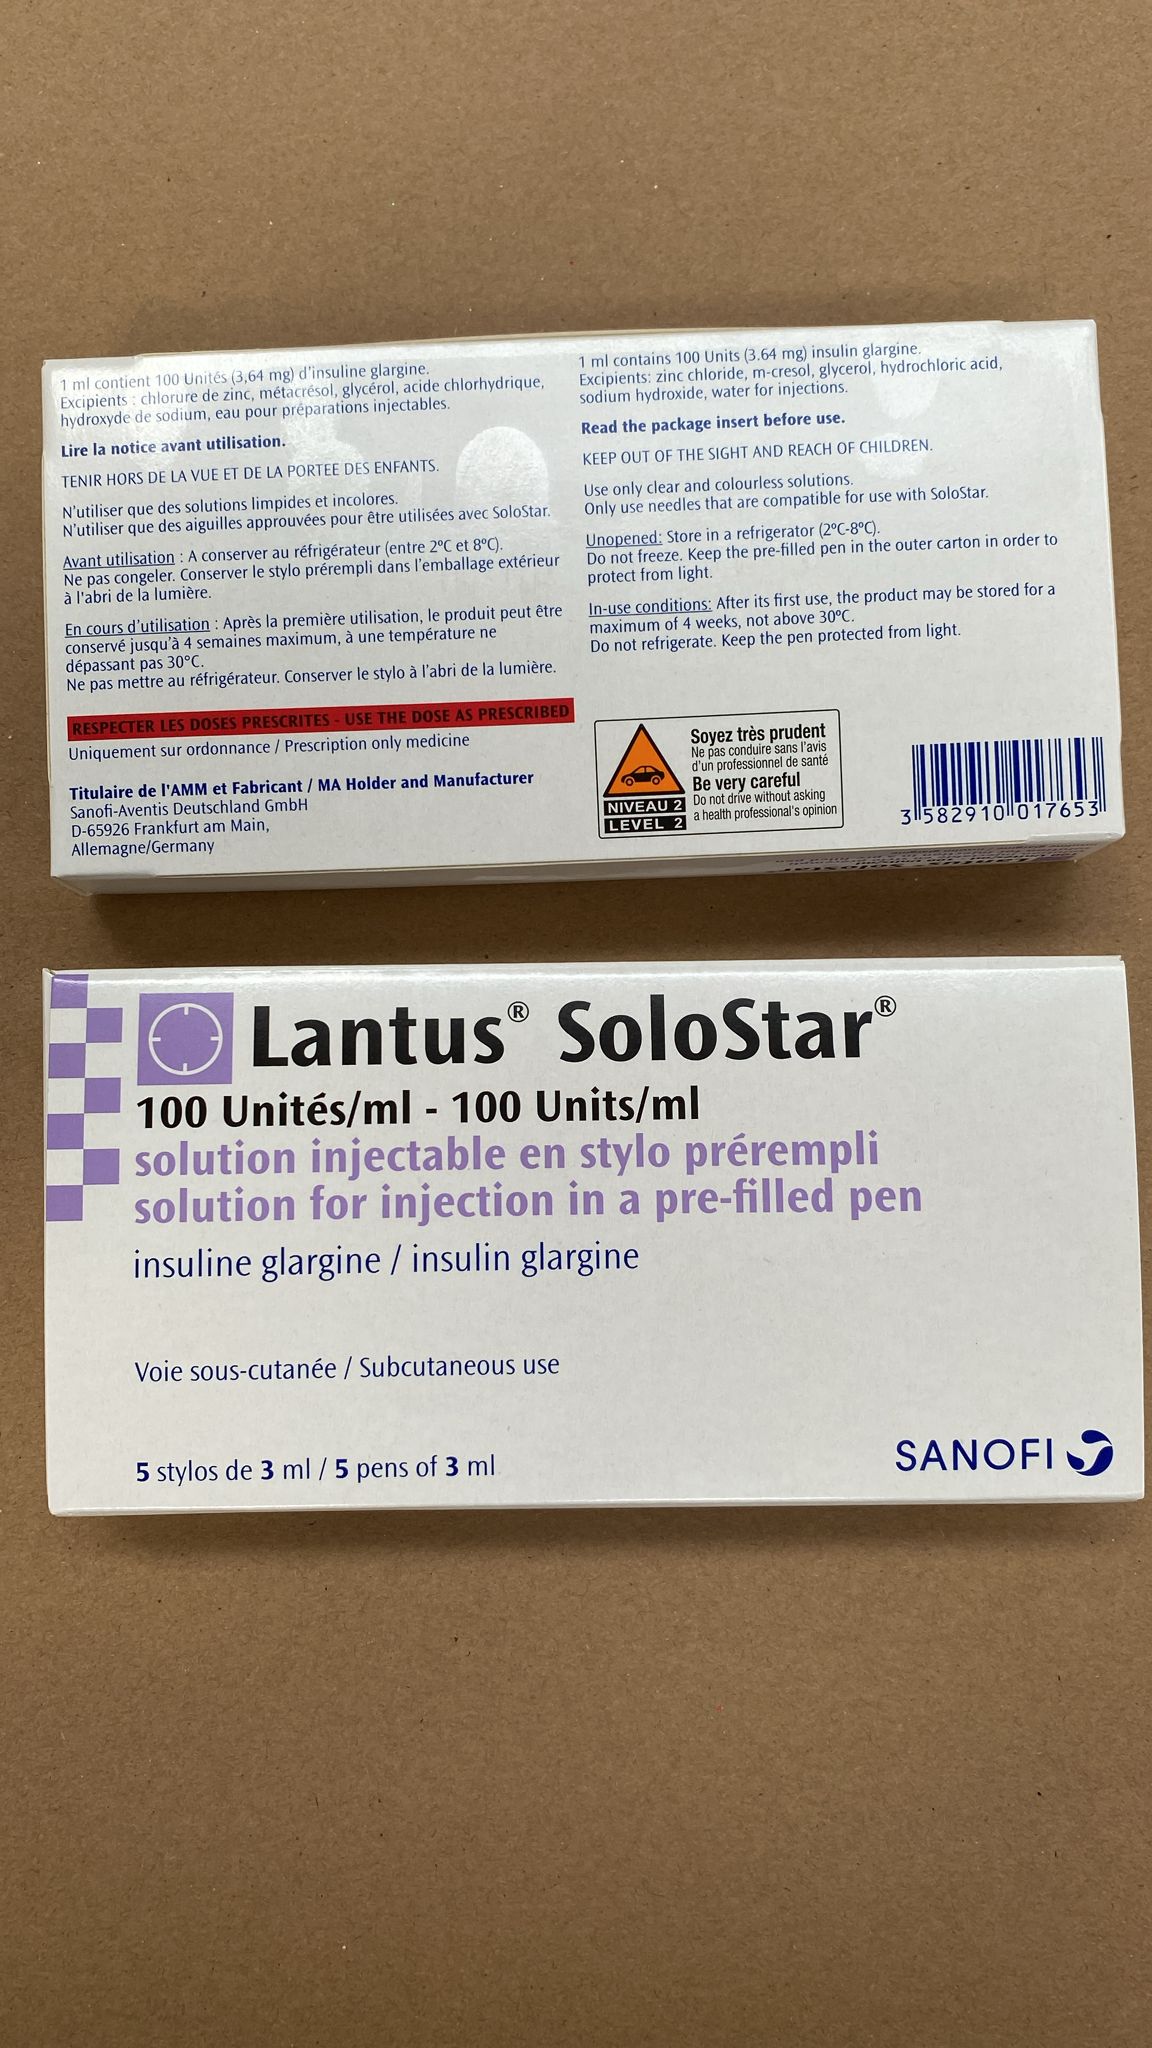 1 ml contient 100 Unités (3,64 mg) d'insuline glargine.
Excipients : chlorure de zinc, métacrésol, glycérol, acide chlorhydrique,
hydroxyde de sodium, eau pour préparations injectables.
Lire la notice avant utilisation.
TENIR HORS DE LA VUE ET DE LA PORTEE DES ENFANTS.
N'utiliser que des solutions limpides et incolores.
N'utiliser que des aiguilles approuvées pour être utilisées avec SoloStar.
Avant utilisation : A conserver au réfrigérateur (entre 2ºC et 8ºC).
Ne pas congeler. Conserver le stylo prérempli dans l'emballage extérieur
à l'abri de la lumière.
En cours d'utilisation : Après la première utilisation, le produit peut être
conservé jusqu'à 4 semaines maximum, à une température ne
dépassant pas 30°C.
Ne pas mettre au réfrigérateur. Conserver le stylo à l'abri de la lumière.
1 ml contains 100 Units (3.64 mg) insulin glargine.
Excipients: zinc chloride, m-cresol, glycerol, hydrochloric acid,
sodium hydroxide, water for injections.
Read the package insert before use.
KEEP OUT OF THE SIGHT AND REACH OF CHILDREN.
Use only clear and colourless solutions.
Only use needles that are compatible for use with SoloStar.
Unopened: Store in a refrigerator (2ºC-8ºC).
Do not freeze. Keep the pre-filled pen in the outer carton in order to
protect from light.
In-use conditions: After its first use, the product may be stored for a
maximum of 4 weeks, not above 30ºC.
Do not refrigerate. Keep the pen protected from light.
RESPECTER LES DOSES PRESCRITES - USE THE DOSE AS PRESCRIBED
Uniquement sur ordonnance / Prescription only medicine
Titulaire de l'AMM et Fabricant / MA Holder and Manufacturer
Sanofi-Aventis Deutschland GmbH
D-65926 Frankfurt am Main,
Allemagne/Germany
NIVEAU 2
LEVEL 2
Soyez très prudent
Ne pas conduire sans l'avis
d'un professionnel de santé
Be very careful
Do not drive without asking
a health professional's opinion
3 582910 017653
Lantus® SoloStar®
100 Unités/ml - 100 Units/ml
solution injectable en stylo prérempli
solution for injection in a pre-filled pen
insuline glargine / insulin glargine
Voie sous-cutanée / Subcutaneous use
5 stylos de 3 ml / 5 pens of 3 ml
SANOFI